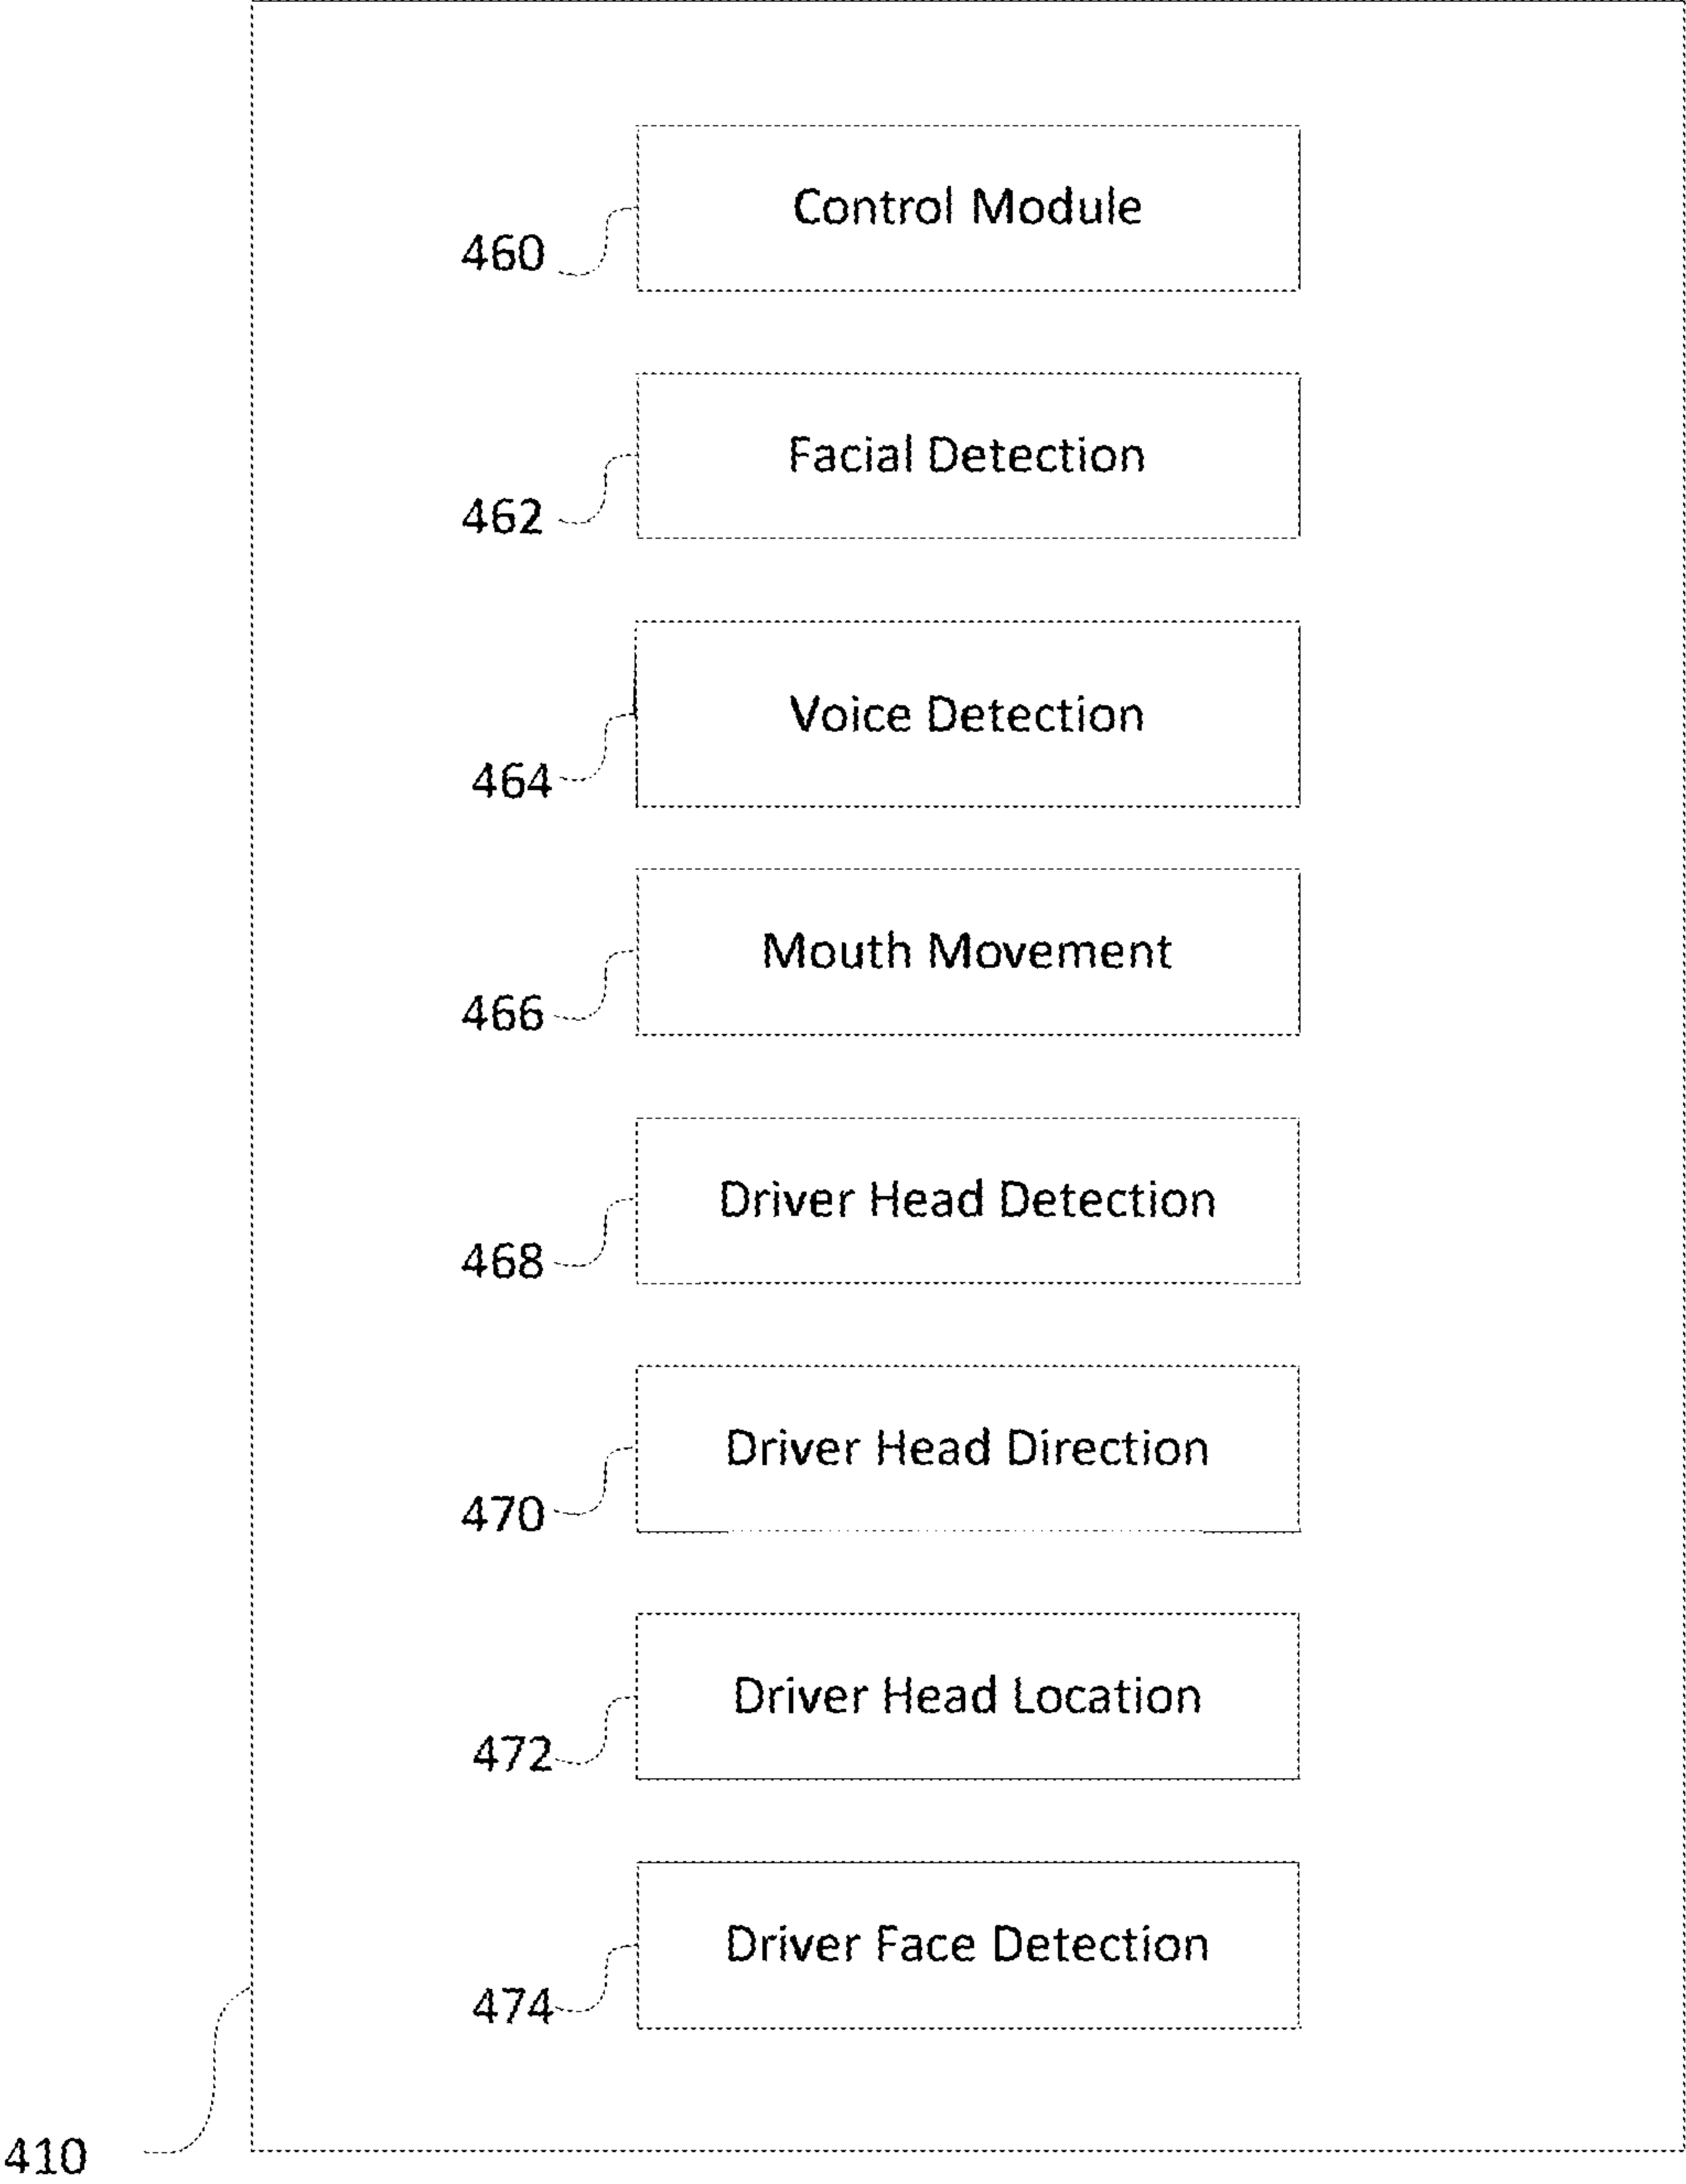 Control Module
460
Facial Detection
462
Voice Detection
464
Mouth Movement
466
Driver Head Detection
468
Driver Head Direction
470
Driver Head Location
472
Driver Face Detection
474
410